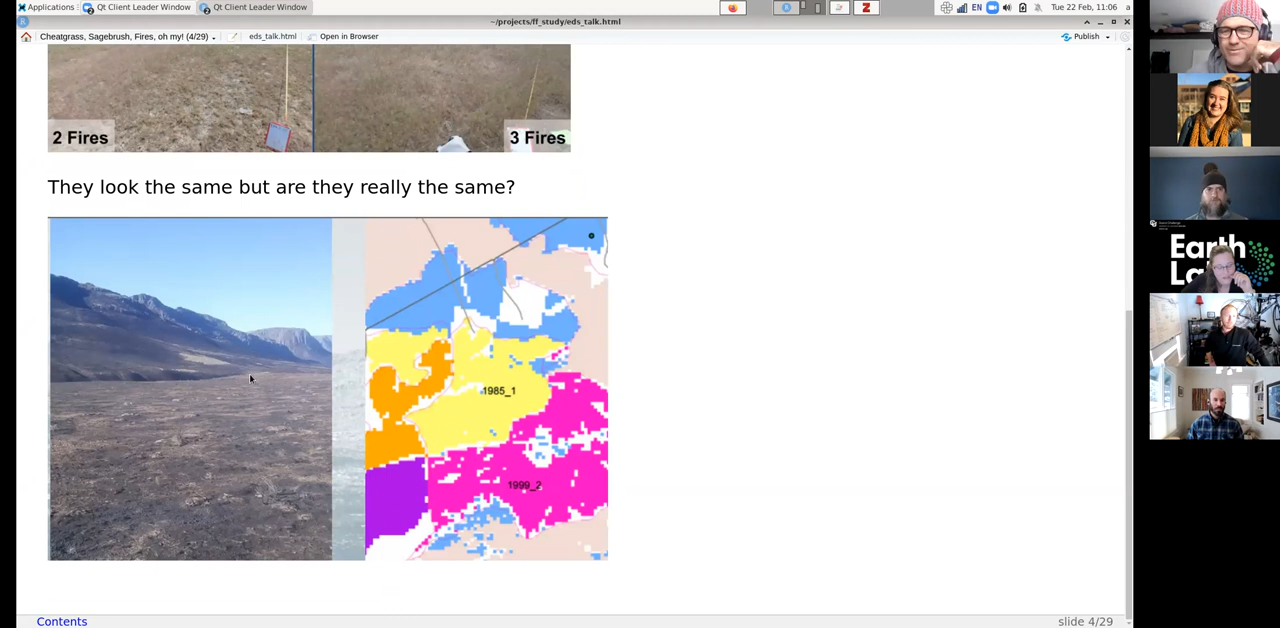 Applications
Qt Client Leader Window
Qt Client Leader Window
EN
Tue 22 Feb, 11:06
a
~/projects/ff_study/eds_talk.html
Cheatgrass, Sagebrush, Fires, oh my! (4/29)
eds_talk.html
Open in Browser
Publish
2 Fires
3 Fires
They look the same but are they really the same?
1985_1
1999_2
Earth
La
Contents
slide 4/29